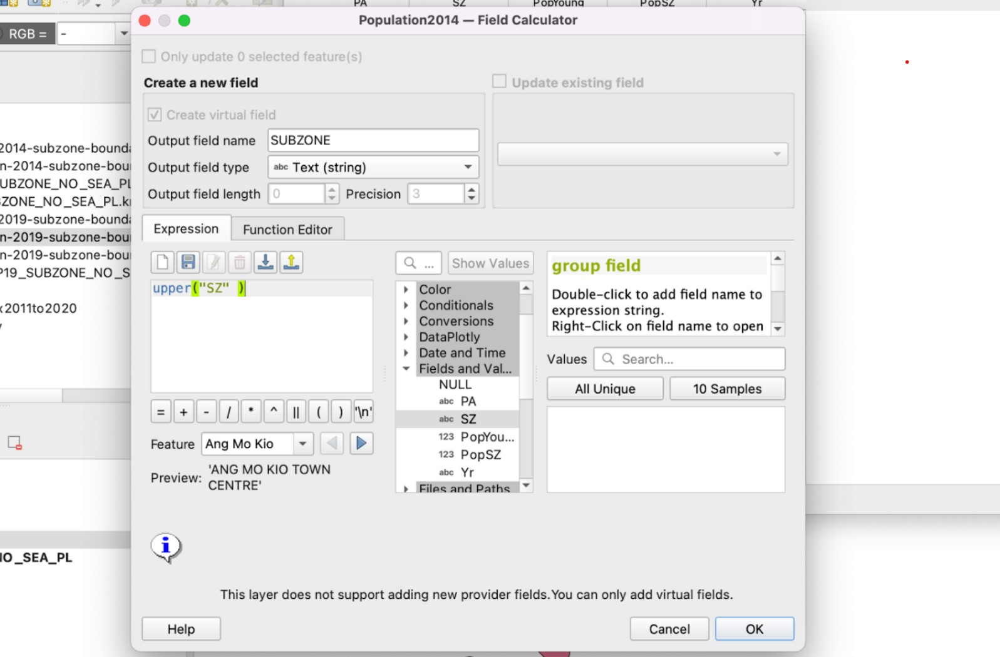 PA SZ PopYoung PopSZ Yr
Population2014 — Field Calculator
RGB = -
Only update 0 selected feature(s)
Create a new field
Update existing field
Create virtual field
Output field name SUBZONE
Output field type abc Text (string)
Output field length 0 Precision 3
2014-subzone-bounda
n-2014-subzone-bou
UBZONE_NO_SEA_PL
ZONE_NO_SEA_PL.k
2019-subzone-bounda
n-2019-subzone-bou
n-2019-subzone-bou
P19_SUBZONE_NO_S
2011to2020
Expression Function Editor
... Show Values
upper("SZ" )
Color
Conditionals
Conversions
DataPlotly
Date and Time
Fields and Val...
NULL
abc PA
abc SZ
123 PopYou...
123 PopSZ
abc Yr
Files and Paths
group field
Double-click to add field name to
expression string.
Right-Click on field name to open
Values Search...
All Unique 10 Samples
= + - / * ^ || ( ) '\n'
Feature Ang Mo Kio
Preview: 'ANG MO KIO TOWN
CENTRE'
NO_SEA_PL
This layer does not support adding new provider fields.You can only add virtual fields.
Help Cancel OK